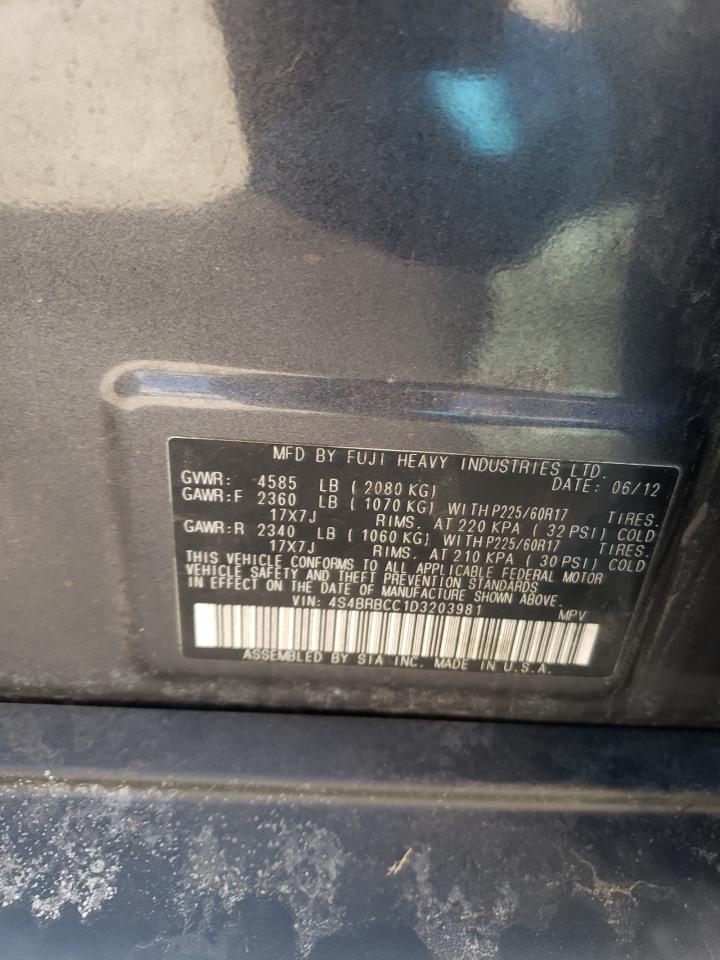 MFD BY FUJI HEAVY INDUSTRIES LTD.
GVWR: 4585 LB ( 2080 KG) DATE: 06/12
GAWR:F 2360 LB ( 1070 KG) WITH P225/60R17 TIRES.
17X7J RIMS. AT 220 KPA ( 32 PSI) COLD
GAWR:R 2340 LB ( 1060 KG) WITH P225/60R17 TIRES.
17X7J RIMS. AT 210 KPA ( 30 PSI) COLD
THIS VEHICLE CONFORMS TO ALL APPLICABLE FEDERAL MOTOR
VEHICLE SAFETY AND THEFT PREVENTION STANDARDS
IN EFFECT ON THE DATE OF MANUFACTURE SHOWN ABOVE.
VIN: 4S4BRBCC1D3203981 MPV
ASSEMBLED BY SIA INC. MADE IN U.S.A.